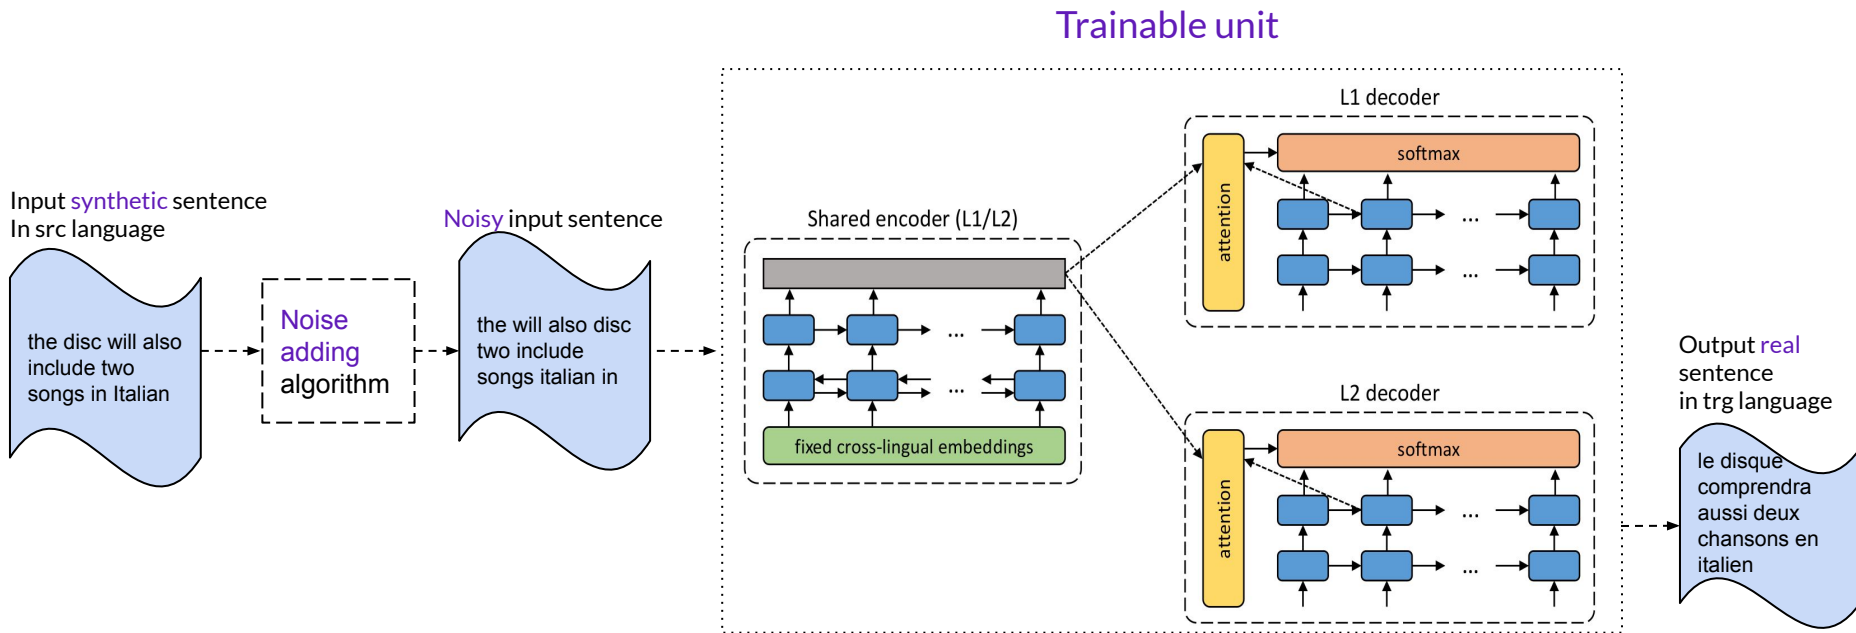 Trainable unit
Input synthetic sentence
In src language
the disc will also
include two
songs in Italian
Noise
adding
algorithm
Noisy input sentence
the will also disc
two include
songs italian in
Shared encoder (L1/L2)
...
...
fixed cross-lingual embeddings
L1 decoder
attention
softmax
...
...
L2 decoder
attention
softmax
...
...
Output real
sentence
in trg language
le disque
comprendra
aussi deux
chansons en
italien